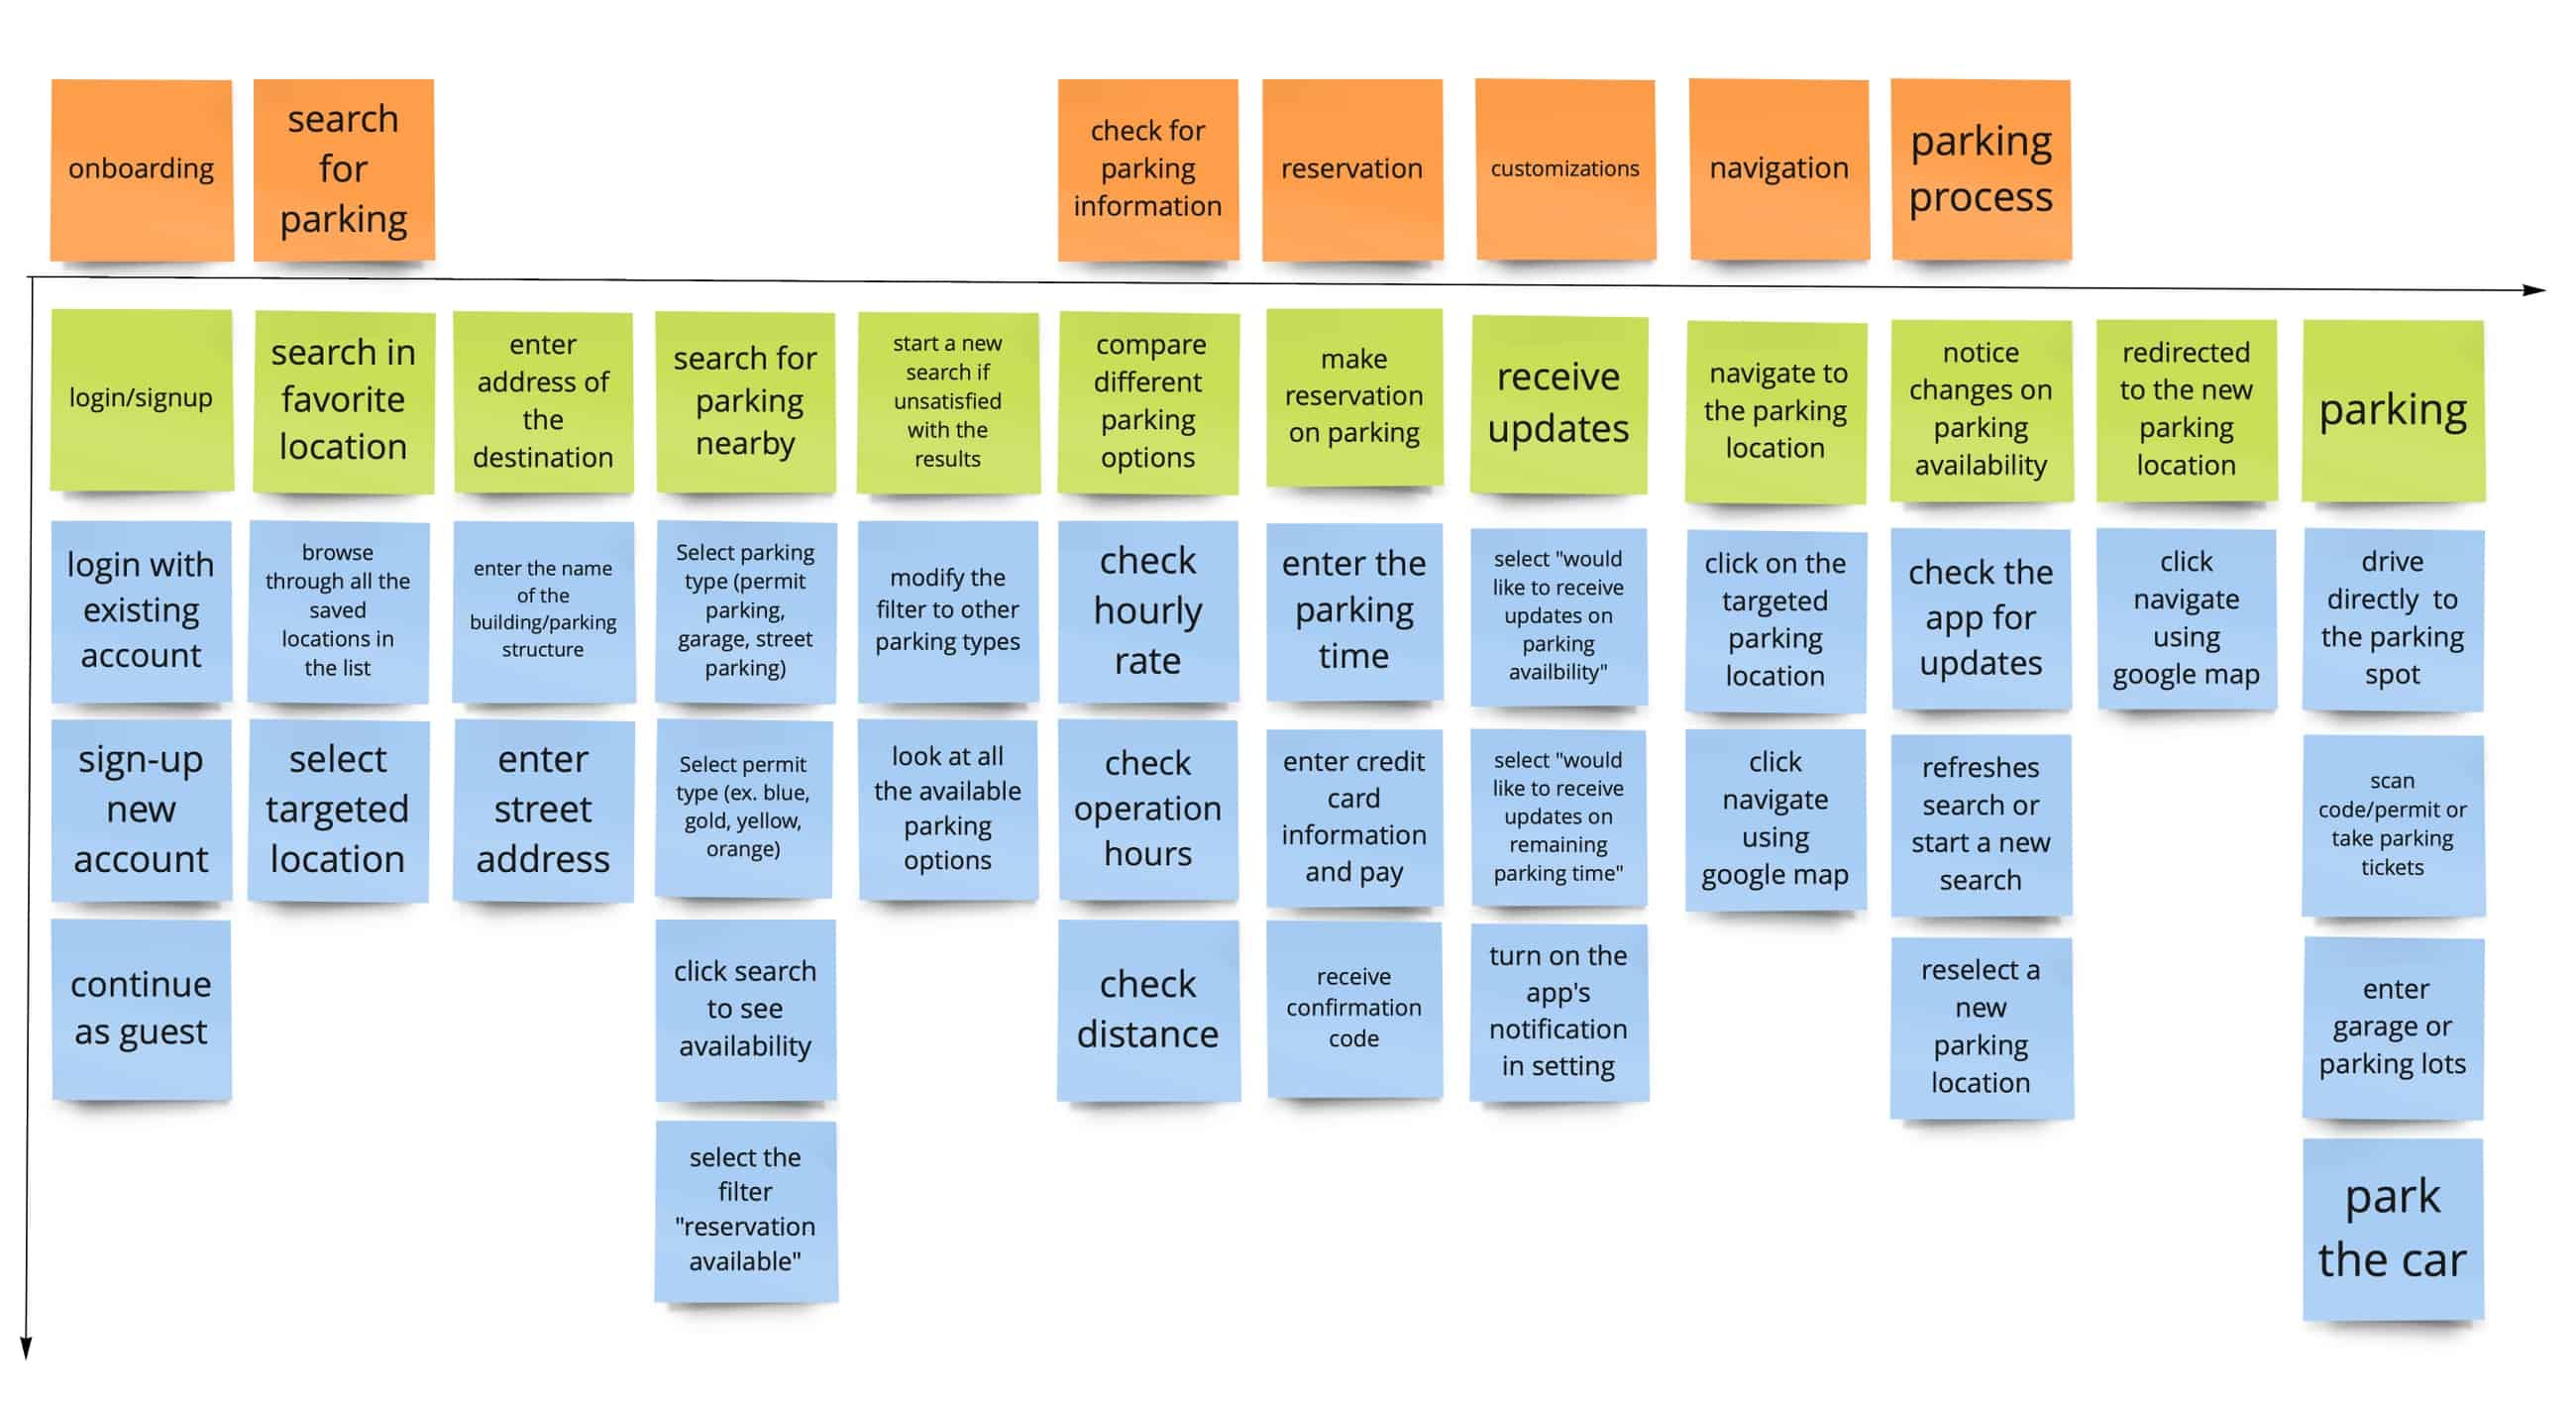 onboarding
search
for
parking
check for
parking
information
reservation
customizations
navigation
parking
process
login/signup
search in
favorite
location
enter
address of
the
destination
search for
parking
nearby
start a new
search if
unsatisfied
with the
results
compare
different
parking
options
make
reservation
on parking
receive
updates
navigate to
the parking
location
notice
changes on
parking
availability
redirected
to the new
parking
location
parking
login with
existing
account
browse
through all the
saved
locations in
the list
enter the name
of the
building/parking
structure
Select parking
type (permit
parking,
garage, street
parking)
modify the
filter to other
parking types
check
hourly
rate
enter the
parking
time
select "would
like to receive
updates on
parking
availbility"
click on the
targeted
parking
location
check the
app for
updates
click
navigate
using
google map
drive
directly to
the parking
spot
sign-up
new
account
select
targeted
location
enter
street
address
Select permit
type (ex. blue,
gold, yellow,
orange)
look at all
the available
parking
options
check
operation
hours
enter credit
card
information
and pay
select "would
like to receive
updates on
remaining
parking time"
click
navigate
using
google map
refreshes
search or
start a new
search
scan
code/permit or
take parking
tickets
continue
as guest
click search
to see
availability
check
distance
receive
confirmation
code
turn on the
app's
notification
in setting
reselect a
new
parking
location
enter
garage or
parking lots
select the
filter
"reservation
available"
park
the car